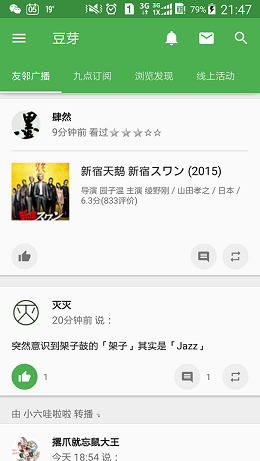 19°
1
3G
3G
1X
79%
21:47
豆芽
友邻广播
九点订阅
浏览发现
线上活动
肆然
9分钟前 看过★★★☆☆
新宿天鹅 新宿スワン (2015)
导演 园子温 主演 绫野刚 / 山田孝之 / 日本 /
6.3分(833评价)
灭灭
20分钟前 说：
突然意识到架子鼓的「架子」其实是「Jazz」
1
1
由 小六哇啦啦 转播
摺爪就忘鼠大王
今天 18:54 说：